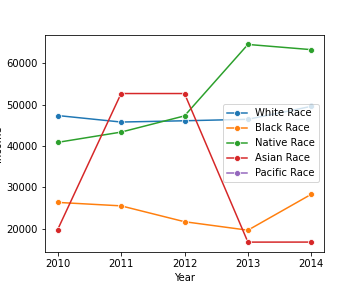 60000
50000
40000
30000
20000
2010 2011 2012 2013 2014
Year
White Race
Black Race
Native Race
Asian Race
Pacific Race